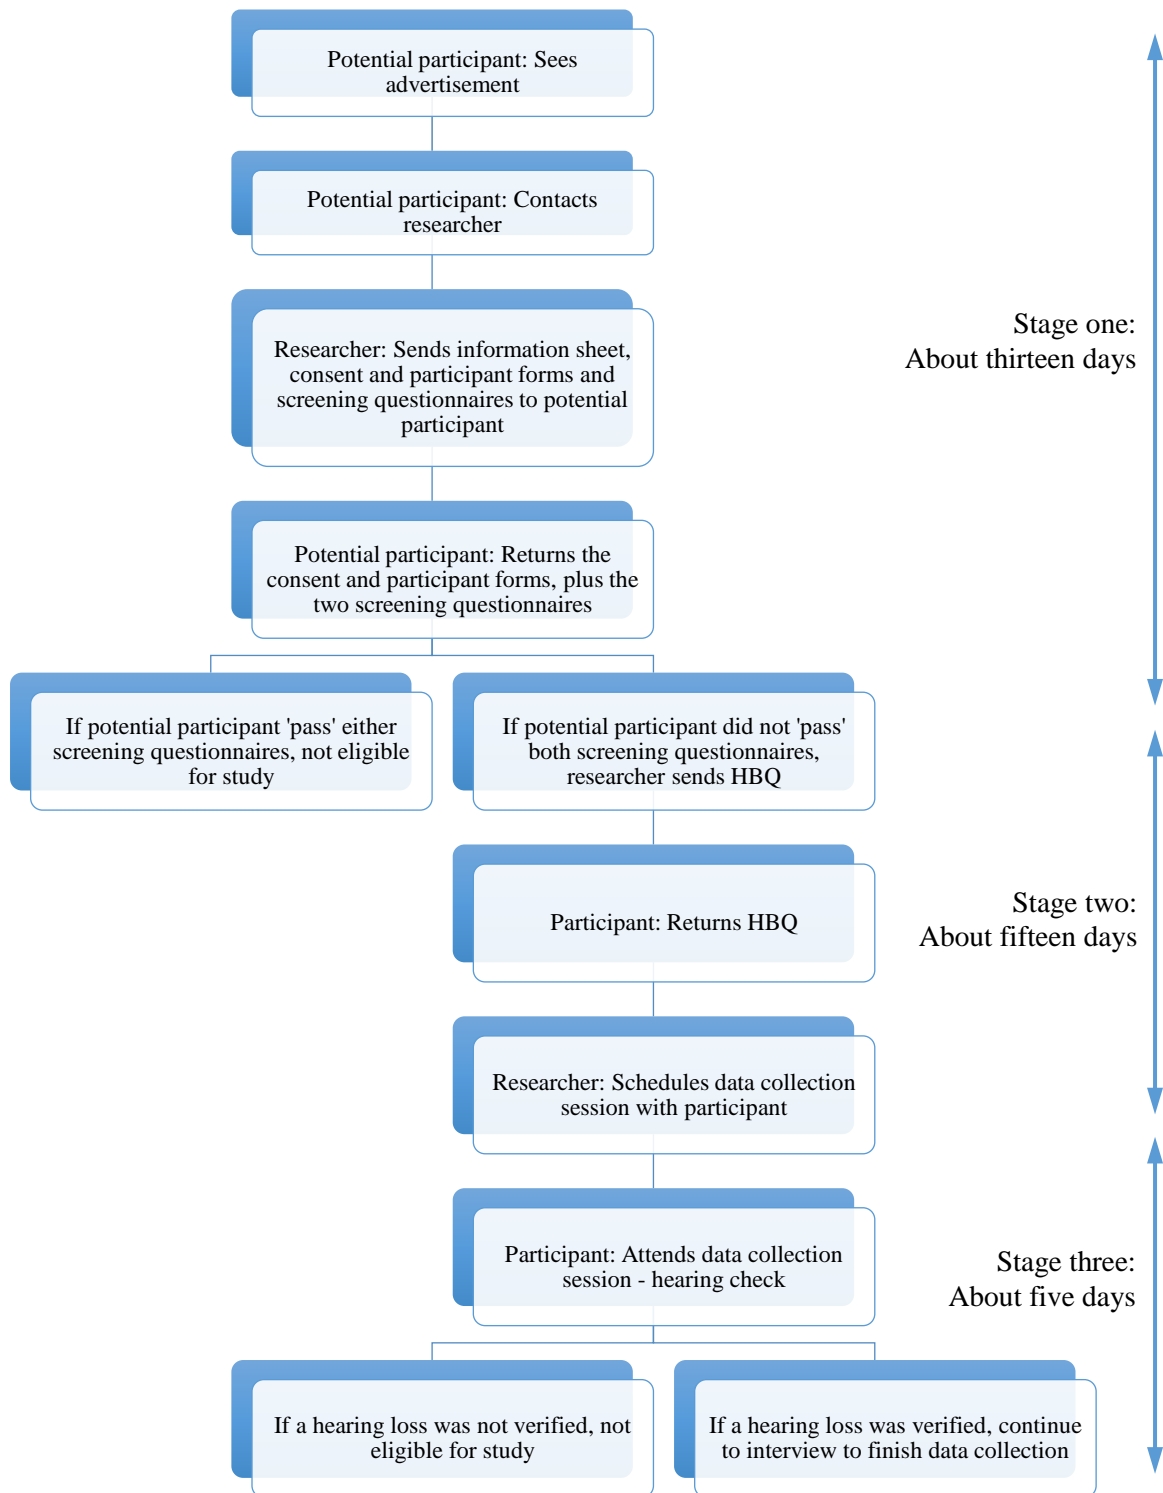 Potential participant: Sees
advertisement
Potential participant: Contacts
researcher
Researcher: Sends information sheet,
consent and participant forms and
screening questionnaires to potential
participant
Stage one:
About thirteen days
Potential participant: Returns the
consent and participant forms, plus the
two screening questionnaires
If potential participant 'pass' either
screening questionnaires, not eligible
for study
If potential participant did not 'pass'
both screening questionnaires,
researcher sends HBQ
Participant: Returns HBQ
Stage two:
About fifteen days
Researcher: Schedules data collection
session with participant
Participant: Attends data collection
session - hearing check
Stage three:
About five days
If a hearing loss was not verified, not
eligible for study
If a hearing loss was verified, continue
to interview to finish data collection